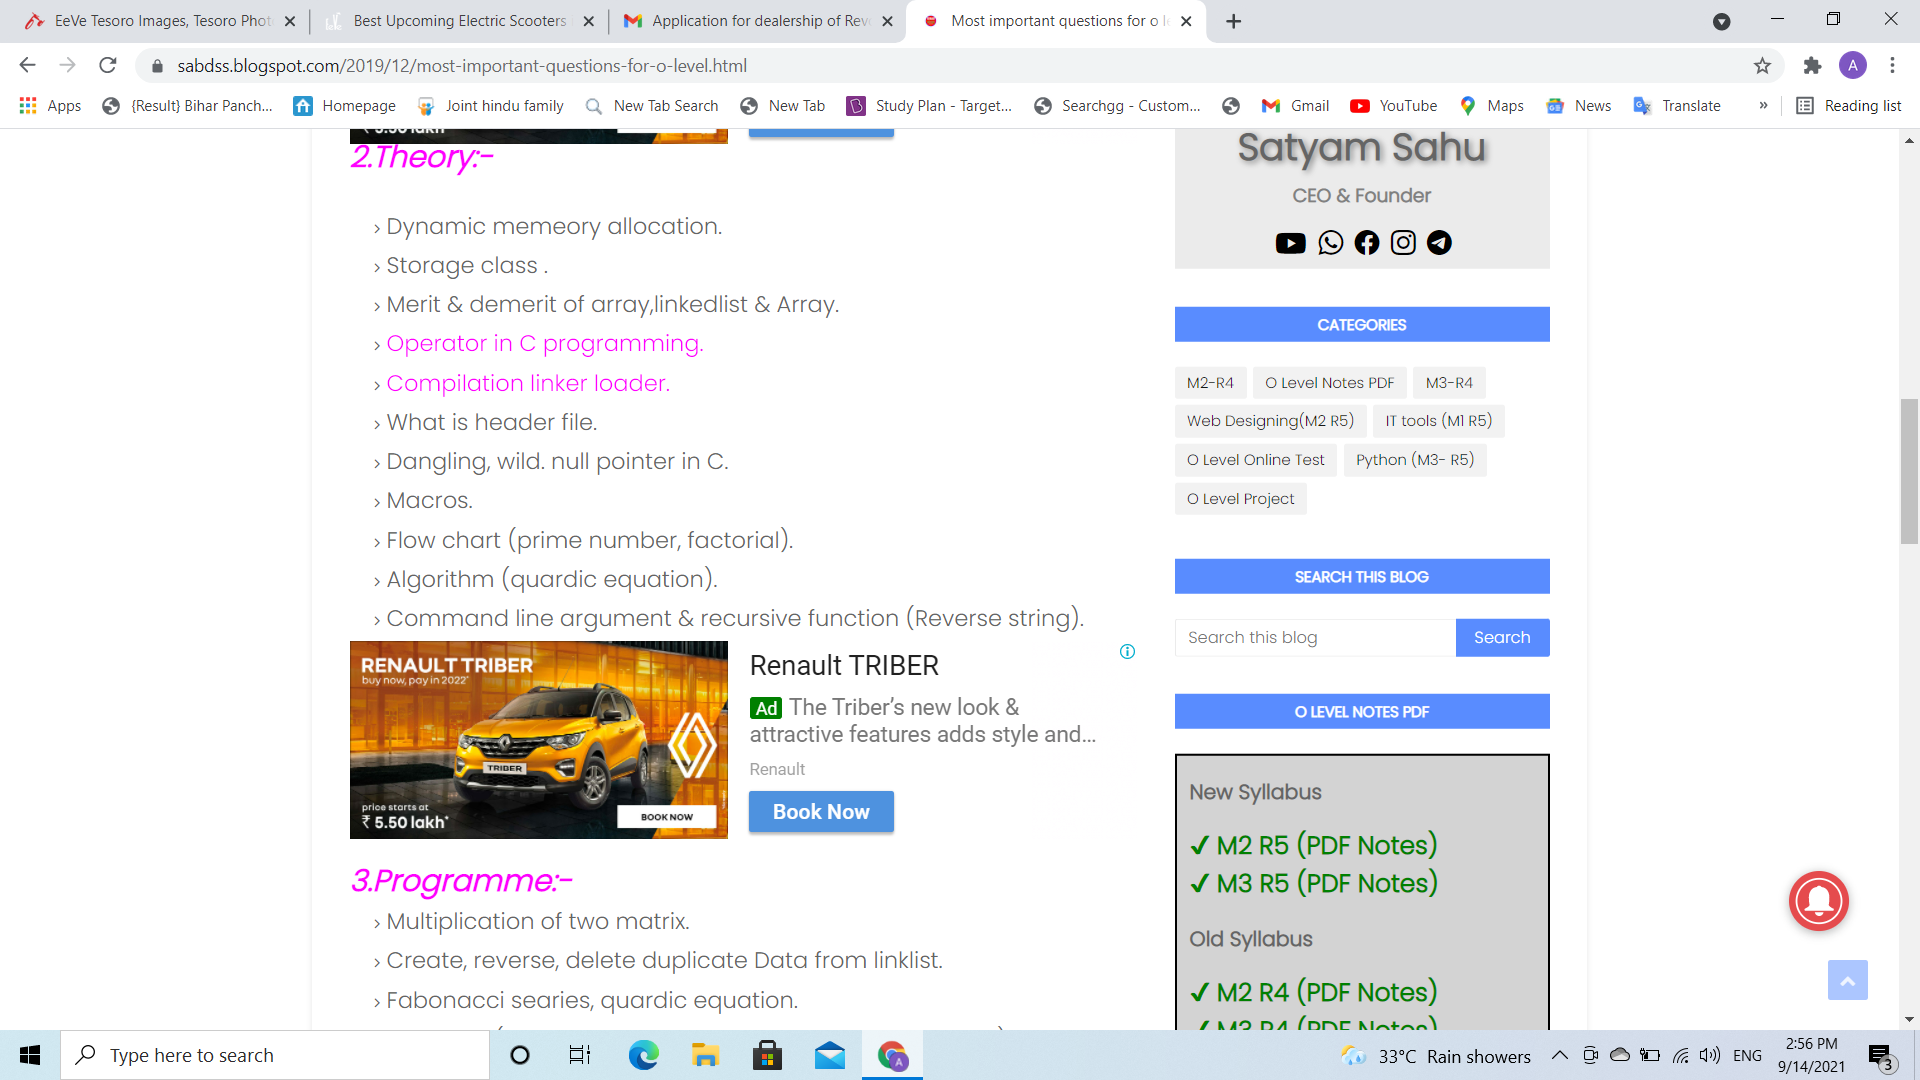 EeVe Tesoro Images, Tesoro Phot
Best Upcoming Electric Scooters
Application for dealership of Rev
Most important questions for o l
sabdss.blogspot.com/2019/12/most-important-questions-for-o-level.html
A
Apps
{Result} Bihar Panch...
Homepage
Joint hindu family
New Tab Search
New Tab
Study Plan - Target...
Searchgg - Custom...
Gmail
YouTube
Maps
News
Translate
»
Reading list
2.Theory:-
› Dynamic memeory allocation.
› Storage class .
› Merit & demerit of array,linkedlist & Array.
› Operator in C programming.
› Compilation linker loader.
› What is header file.
› Dangling, wild. null pointer in C.
› Macros.
› Flow chart (prime number, factorial).
› Algorithm (quardic equation).
› Command line argument & recursive function (Reverse string).
RENAULT TRIBER
buy now, pay in 2022*
TRIBER
price starts at
₹ 5.50 lakh*
BOOK NOW
Renault TRIBER
Ad The Triber's new look &
attractive features adds style and...
Renault
Book Now
3.Programme:-
› Multiplication of two matrix.
› Create, reverse, delete duplicate Data from linklist.
› Fabonacci searies, quardic equation.
Satyam Sahu
CEO & Founder
CATEGORIES
M2-R4
O Level Notes PDF
M3-R4
Web Designing(M2 R5)
IT tools (M1 R5)
O Level Online Test
Python (M3- R5)
O Level Project
SEARCH THIS BLOG
Search this blog
Search
O LEVEL NOTES PDF
New Syllabus
✓ M2 R5 (PDF Notes)
✓ M3 R5 (PDF Notes)
Old Syllabus
✓ M2 R4 (PDF Notes)
✓ M3 R4 (PDF Notes)
Type here to search
A
33°C Rain showers
ENG
2:56 PM
9/14/2021
3